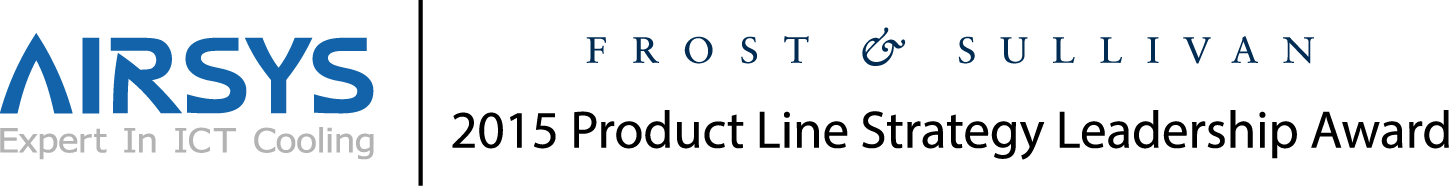 AIRSYS
Expert In ICT Cooling
FROST & SULLIVAN
2015 Product Line Strategy Leadership Award